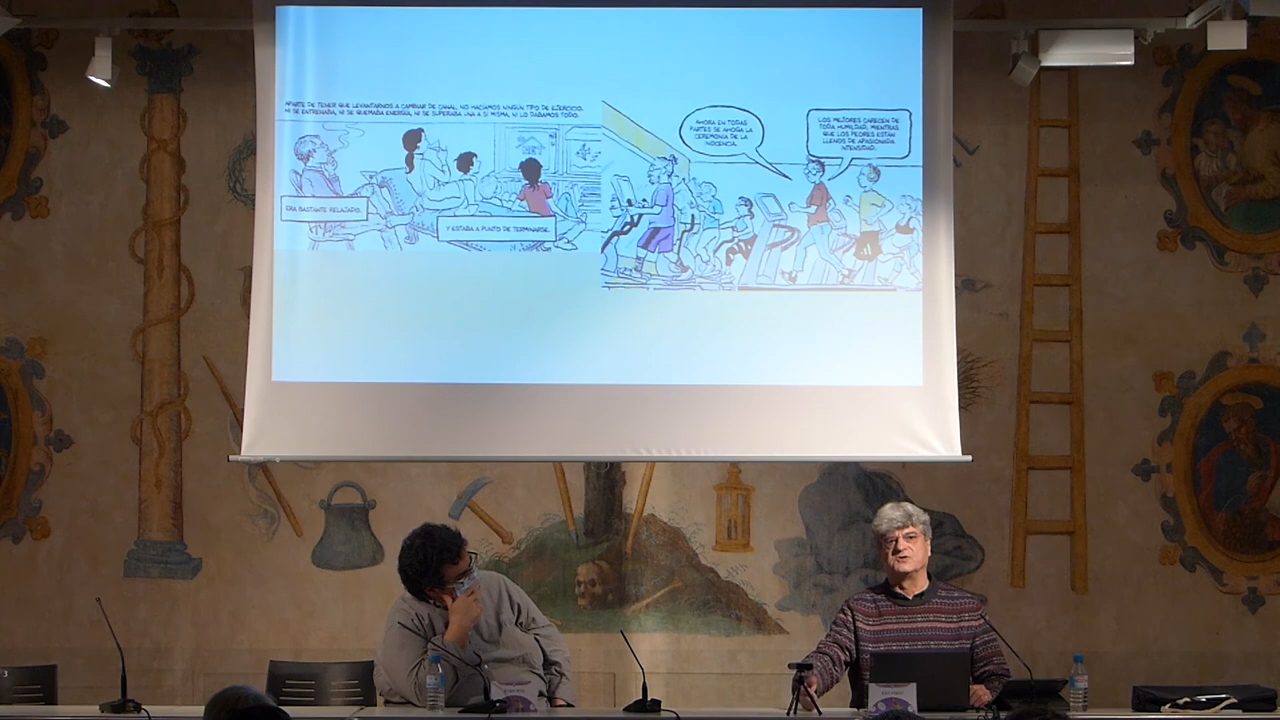 APARTE DE TENER QUE LEVANTARNOS A CAMBIAR DE CANAL, NO HACÍAMOS NINGÚN TIPO DE EJERCICIO.
NI SE ENTRENABA, NI SE QUEMABA ENERGÍA, NI SE SUPERABA UNA A SÍ MISMA, NI LO DÁBAMOS TODO.
ERA BASTANTE RELAJADO.
Y ESTABA A PUNTO DE TERMINARSE.
AHORA EN TODAS
PARTES SE AHOGA LA
CEREMONIA DE LA
INOCENCIA.
LOS MEJORES CARECEN DE
TODA HUMILDAD, MIENTRAS
QUE LOS PEORES ESTÁN
LLENOS DE APASIONADA
INTENSIDAD.
3